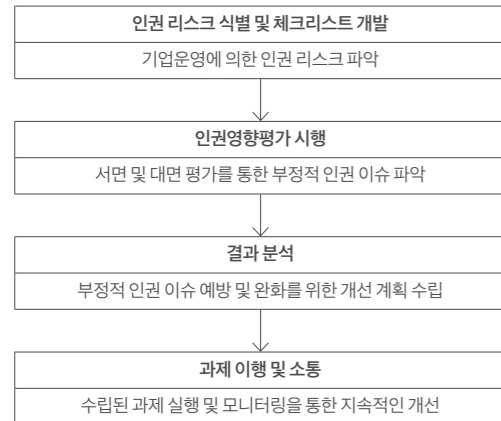 인권 리스크 식별 및 체크리스트 개발
기업운영에 의한 인권 리스크 파악
인권영향평가 시행
서면 및 대면 평가를 통한 부정적 인권 이슈 파악
결과 분석
부정적 인권 이슈 예방 및 완화를 위한 개선 계획 수립
과제 이행 및 소통
수립된 과제 실행 및 모니터링을 통한 지속적인 개선